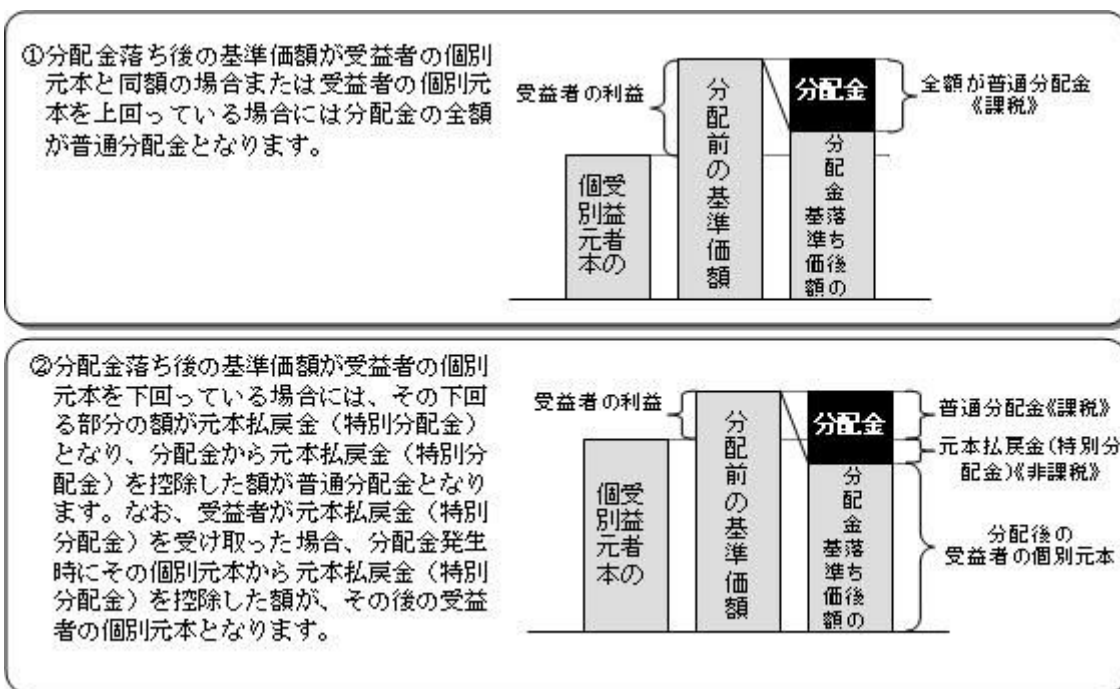 ①分配金落ち後の基準価額が受益者の個別
元本と同額の場合または受益者の個別元
本を上回っている場合には分配金の全額
が普通分配金となります。
受益者の利益
受益者の
個別元本
分配前の基準価額
分配金
分配金落ち後の
基準価額
全額が普通分配金
《課税》
②分配金落ち後の基準価額が受益者の個別
元本を下回っている場合には、その下回
る部分の額が元本払戻金（特別分配金）
となり、分配金から元本払戻金（特別分
配金）を控除した額が普通分配金となり
ます。なお、受益者が元本払戻金（特別
分配金）を受け取った場合、分配金発生
時にその個別元本から元本払戻金（特別
分配金）を控除した額が、その後の受益
者の個別元本となります。
受益者の利益
受益者の
個別元本
分配前の基準価額
分配金
分配金落ち後の
基準価額
普通分配金《課税》
元本払戻金(特別分
配金)《非課税》
分配後の
受益者の個別元本